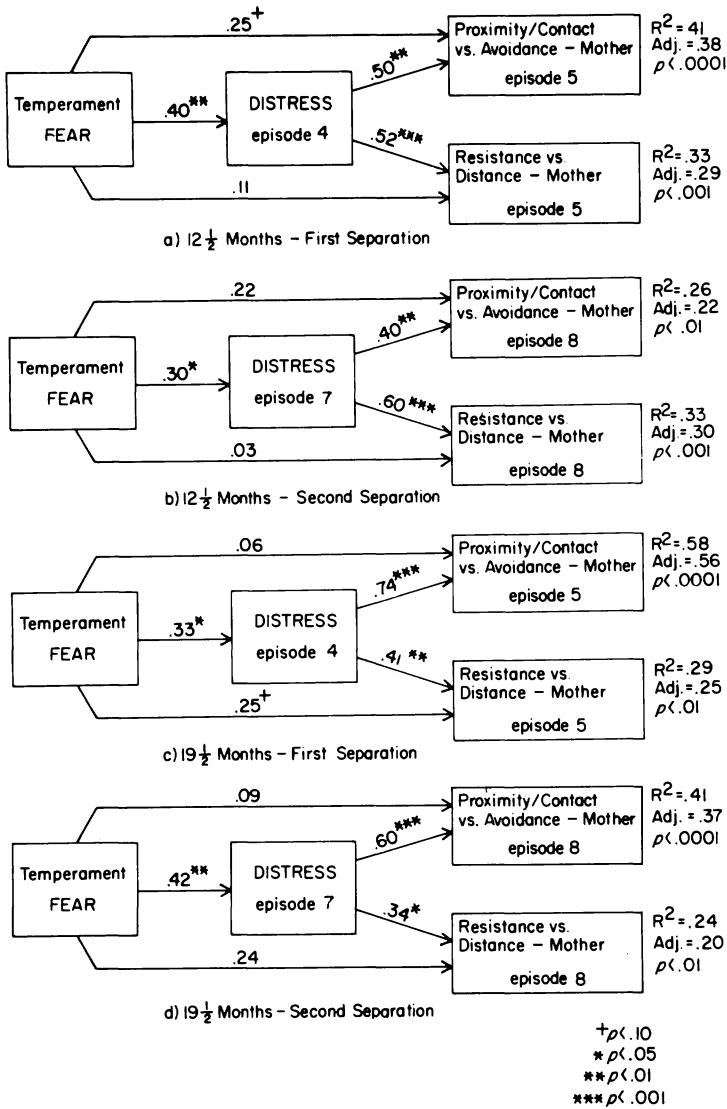 .25+
Proximity/Contact
vs. Avoidance – Mother
episode 5
R2=.41
Adj.=.38
p<.0001
Temperament
FEAR
.40**
DISTRESS
episode 4
.50**
.52***
Resistance vs.
Distance – Mother
episode 5
R2=.33
Adj.=.29
p<.001
.11
a) 12 1/2 Months – First Separation
.22
Proximity/Contact
vs. Avoidance – Mother
episode 8
R2=.26
Adj.=.22
p< .01
Temperament
FEAR
.30*
DISTRESS
episode 7
.40**
.60***
Resistance vs.
Distance – Mother
episode 8
R2=.33
Adj.=.30
p<.001
.03
b) 12 1/2 Months – Second Separation
.06
Proximity/Contact
vs. Avoidance – Mother
episode 5
R2=.58
Adj.=.56
p<.0001
Temperament
FEAR
.33*
DISTRESS
episode 4
.74***
.41 **
Resistance vs.
Distance – Mother
episode 5
R2=.29
Adj.=.25
p<.01
.25+
c) 19 1/2 Months – First Separation
.09
Proximity/Contact
vs. Avoidance – Mother
episode 8
R2=.41
Adj.=.37
p<.0001
Temperament
FEAR
.42**
DISTRESS
episode 7
.60***
.34*
Resistance vs.
Distance – Mother
episode 8
R2=.24
Adj.=.20
p<.01
.24
d) 19 1/2 Months – Second Separation
+p<.10
*p<.05
**p<.01
***p<.001